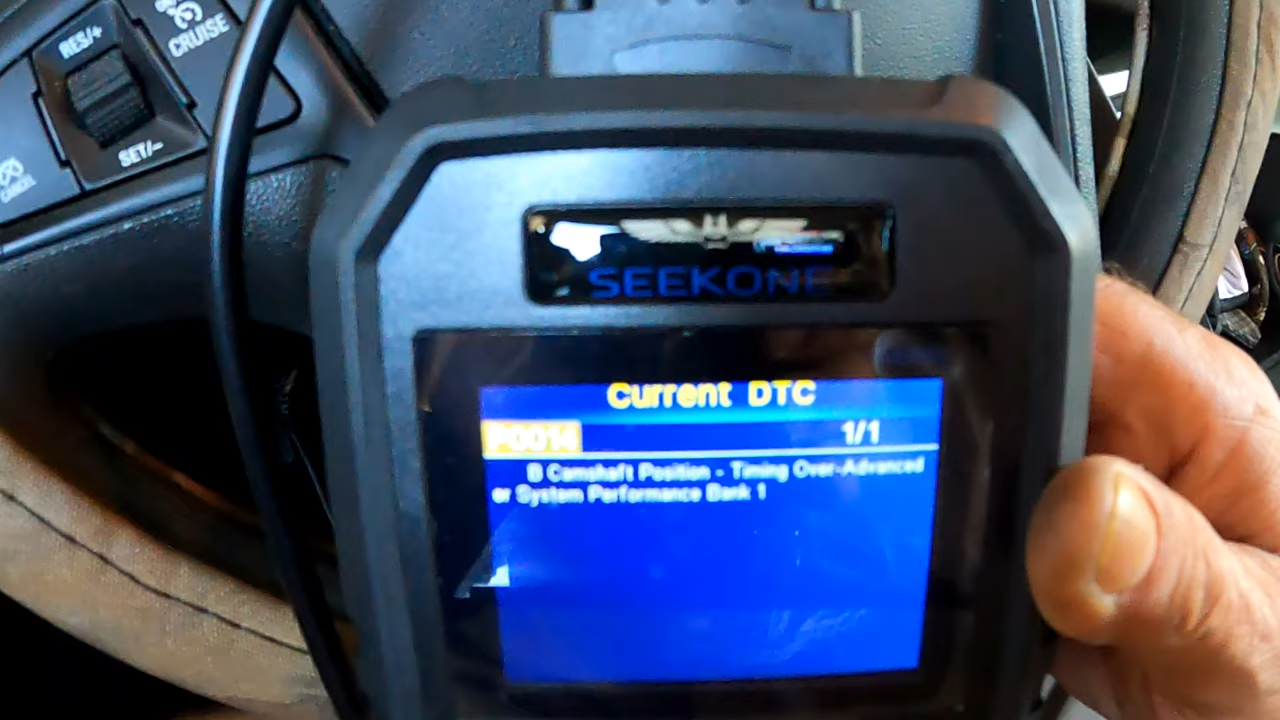 RES/+
CRUISE
SET/-
CANCEL
SEEKONE
Current DTC
P0014 1/1
B Camshaft Position - Timing Over-Advanced
or System Performance Bank 1